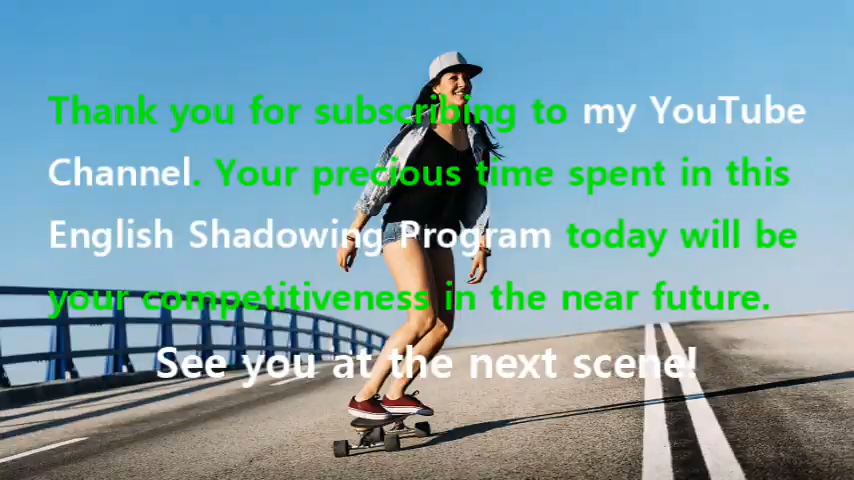 Thank you for subscribing to my YouTube
Channel. Your precious time spent in this
English Shadowing Program today will be
your competitiveness in the near future.
See you at the next scene!